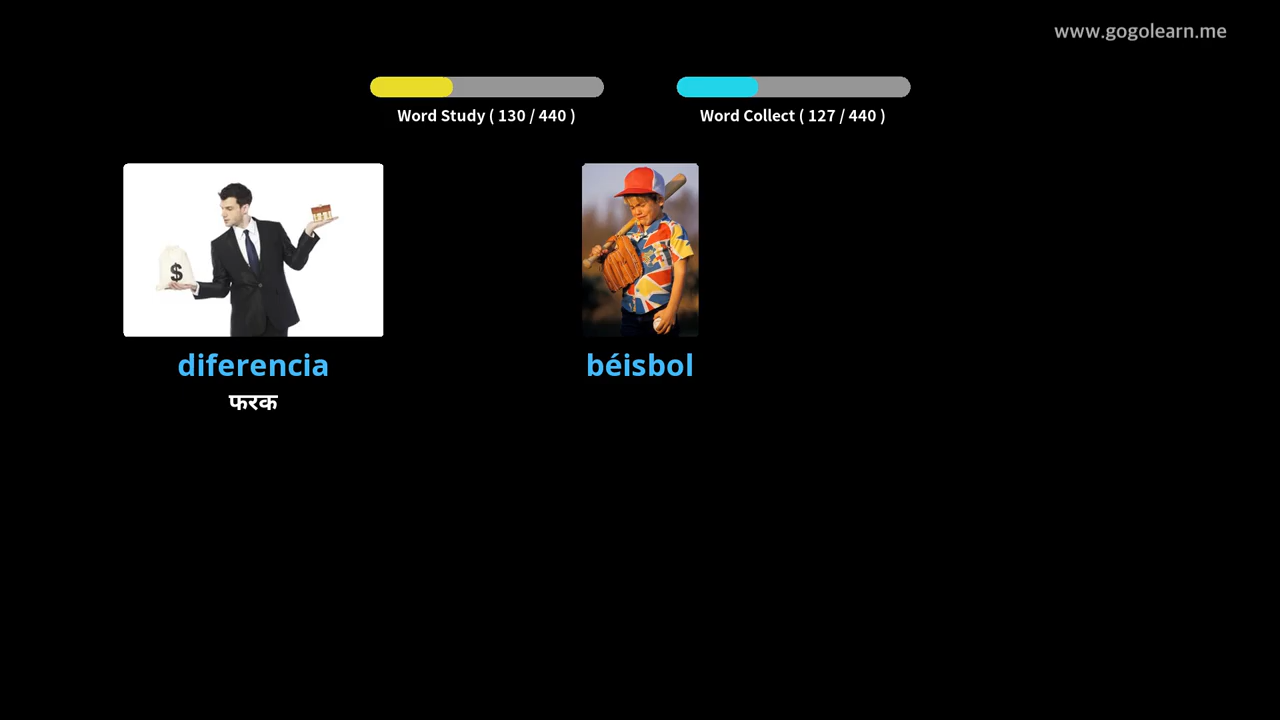 www.gogolearn.me
Word Study ( 130 / 440 )
Word Collect ( 127 / 440 )
$
diferencia
béisbol
फरक